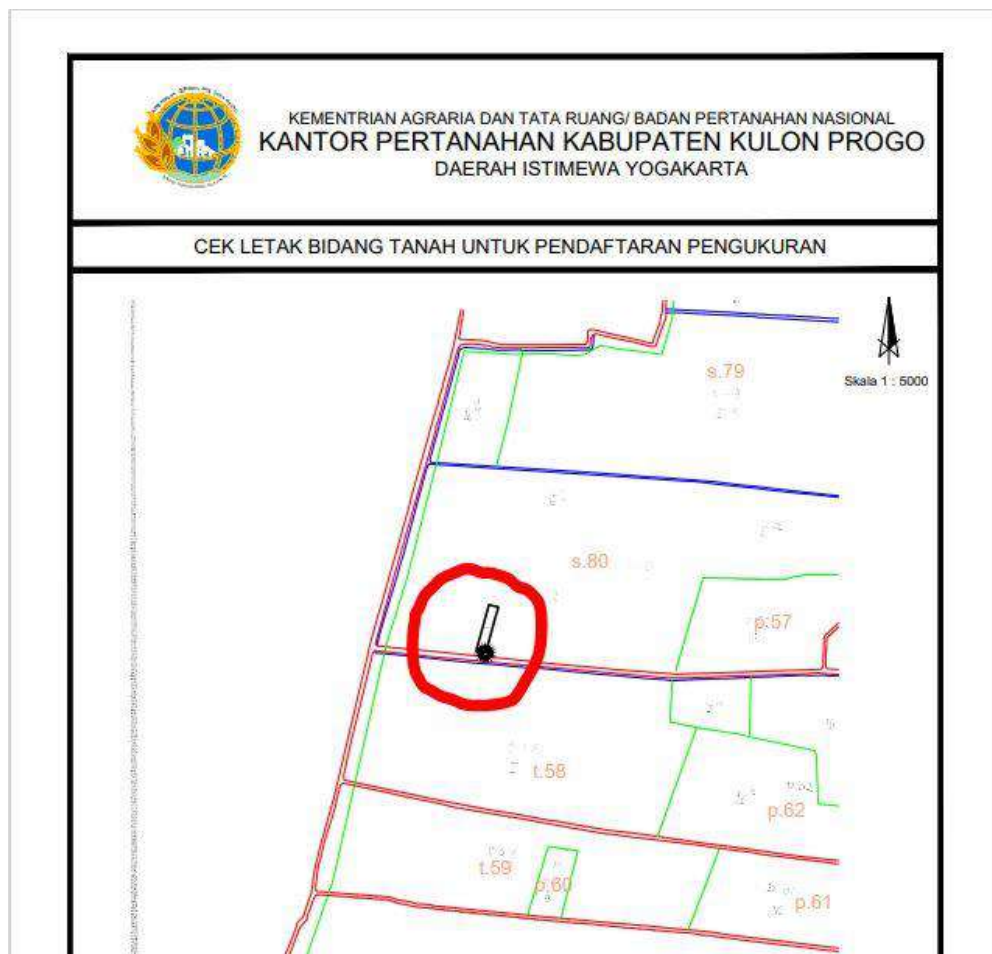 KEMENTRIAN AGRARIA DAN TATA RUANG/ BADAN PERTANAHAN NASIONAL
KANTOR PERTANAHAN KABUPATEN KULON PROGO
DAERAH ISTIMEWA YOGAKARTA
CEK LETAK BIDANG TANAH UNTUK PENDAFTARAN PENGUKURAN
s.79
Skala 1 : 5000
s.80
p.57
t.58
p.62
t.59
p.60
p.61